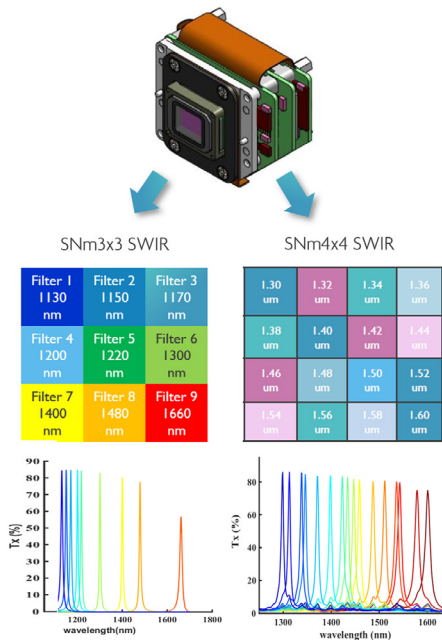 SNm3x3 SWIR
SNm4x4 SWIR
Filter 1
1130
nm
Filter 2
1150
nm
Filter 3
1170
nm
Filter 4
1200
nm
Filter 5
1220
nm
Filter 6
1300
nm
Filter 7
1400
nm
Filter 8
1480
nm
Filter 9
1660
nm
1.30
um
1.32
um
1.34
um
1.36
um
1.38
um
1.40
um
1.42
um
1.44
um
1.46
um
1.48
um
1.50
um
1.52
um
1.54
um
1.56
um
1.58
um
1.60
um
Tx (%)
90
80
70
60
50
40
30
20
10
0
1200
1400
1600
1800
wavelength(nm)
Tx (%)
80
60
40
20
0
1300
1400
1500
1600
wavelength (nm)